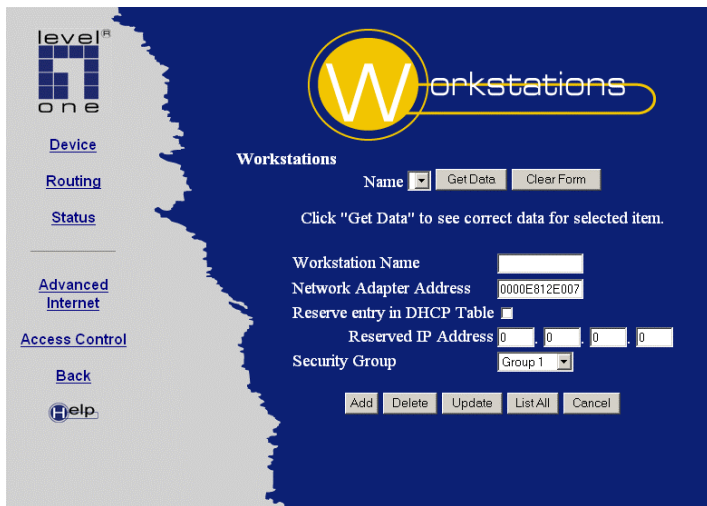 level®
one
Workstations
Device
Routing
Status
Advanced
Internet
Access Control
Back
Help
Workstations
Name Get Data Clear Form
Click "Get Data" to see correct data for selected item.
Workstation Name
Network Adapter Address 0000E812E007
Reserve entry in DHCP Table
Reserved IP Address 0 . 0 . 0 . 0
Security Group Group 1
Add Delete Update List All Cancel